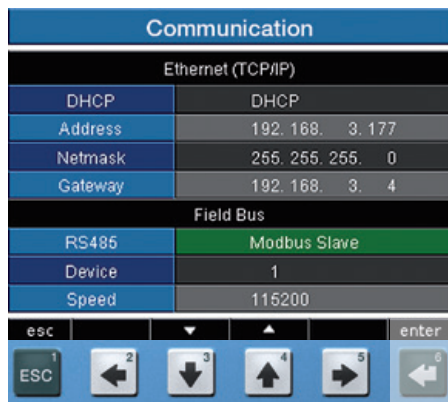 Communication
Ethernet (TCP/IP)
DHCP DHCP
Address 192. 168. 3. 177
Netmask 255. 255. 255. 0
Gateway 192. 168. 3. 4
Field Bus
RS485 Modbus Slave
Device 1
Speed 115200
esc ▼ ▲ enter
ESC 1 2 3 4 5 6